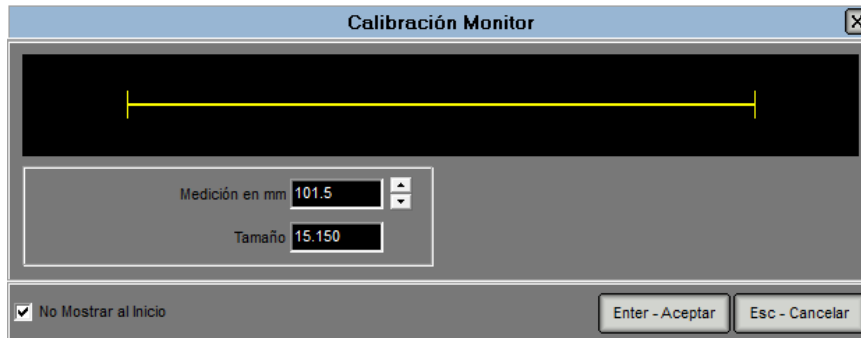 Calibración Monitor
Medición en mm 101.5
Tamaño 15.150
No Mostrar al Inicio
Enter - Aceptar
Esc - Cancelar